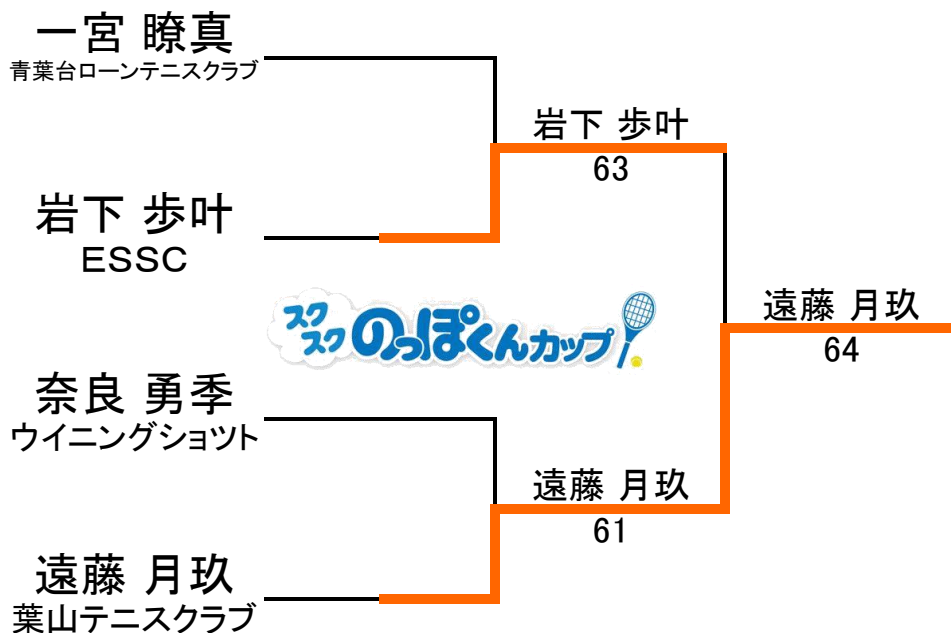 一宮 瞭真
青葉台ローンテニスクラブ
岩下 歩叶
63
岩下 歩叶
ESSC
スク
スク
のっぽくんカップ
遠藤 月玖
64
奈良 勇季
ウイニングショツト
遠藤 月玖
61
遠藤 月玖
葉山テニスクラブ